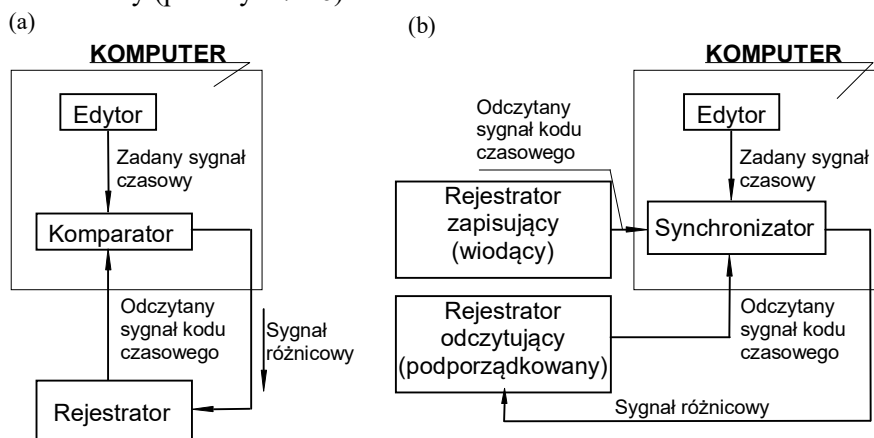 (a)
KOMPUTER
Edytor
Zadany sygnał
czasowy
Komparator
Odczytany
sygnał kodu
czasowego
Sygnał
różnicowy
Rejestrator
(b)
KOMPUTER
Odczytany
sygnał kodu
czasowego
Edytor
Zadany sygnał
czasowy
Rejestrator
zapisujący
(wiodący)
Synchronizator
Rejestrator
odczytujący
(podporządkowany)
Odczytany
sygnał kodu
czasowego
Sygnał różnicowy